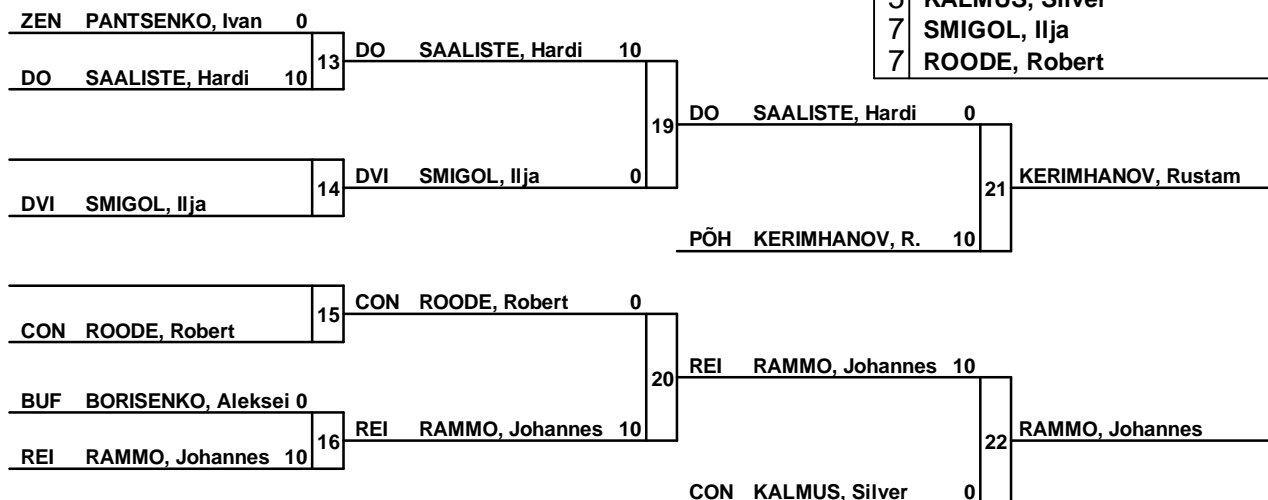 5 KALMUS, Silver
ZEN PANTSENKO, Ivan 0
7 SMIGOL, Ilja
13 DO SAALISTE, Hardi 10
7 ROODE, Robert
DO SAALISTE, Hardi 10
19 DO SAALISTE, Hardi 0
14 DVI SMIGOL, Ilja 0
21 KERIMHANOV, Rustam
DVI SMIGOL, Ilja
PÕH KERIMHANOV, R. 10
15 CON ROODE, Robert 0
CON ROODE, Robert
20 REI RAMMO, Johannes 10
BUF BORISENKO, Aleksei 0
16 REI RAMMO, Johannes 10
22 RAMMO, Johannes
REI RAMMO, Johannes 10
CON KALMUS, Silver 0